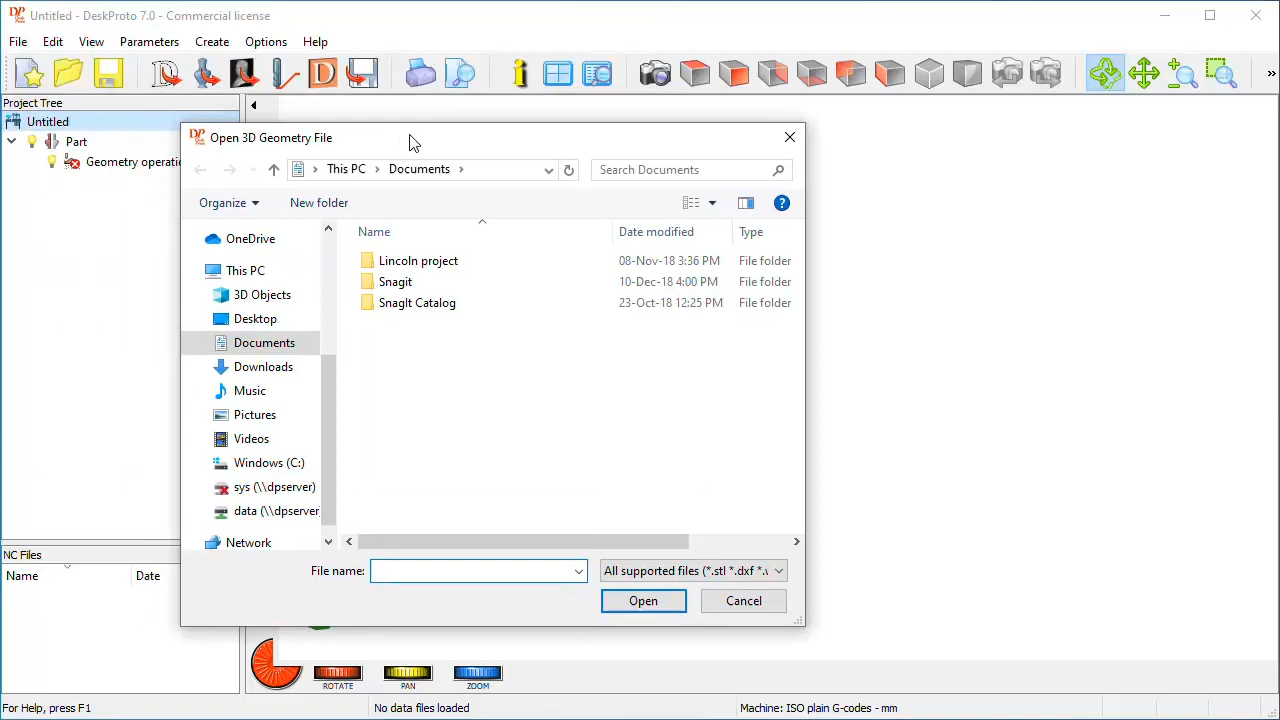 Untitled - DeskProto 7.0 - Commercial license
File Edit View Parameters Create Options Help
Project Tree
Untitled
Part
Geometry operati
Open 3D Geometry File
This PC Documents
Search Documents
Organize New folder
Name Date modified Type
OneDrive
This PC
3D Objects
Desktop
Documents
Downloads
Music
Pictures
Videos
Windows (C:)
sys (\\dpserver)
data (\\dpserver
Network
Lincoln project 08-Nov-18 3:36 PM File folder
Snagit 10-Dec-18 4:00 PM File folder
SnagIt Catalog 23-Oct-18 12:25 PM File folder
File name: All supported files (*.stl *.dxf *.v
Open Cancel
NC Files
Name Date
ROTATE PAN ZOOM
For Help, press F1 No data files loaded Machine: ISO plain G-codes - mm